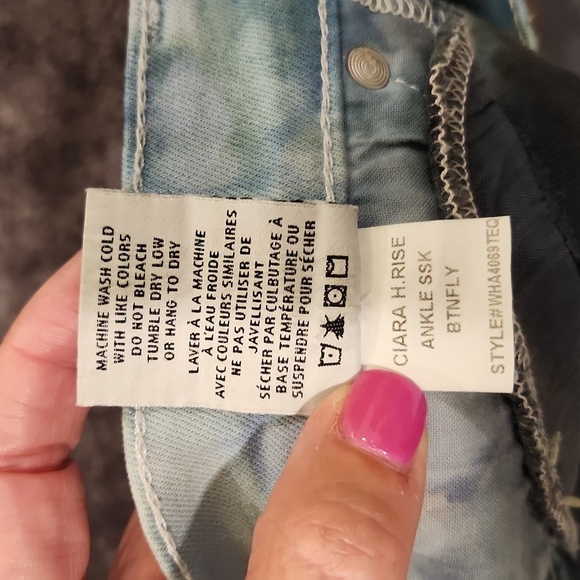 MACHINE WASH COLD
WITH LIKE COLORS
DO NOT BLEACH
TUMBLE DRY LOW
OR HANG TO DRY
LAVER À LA MACHINE
À L'EAU FROIDE
AVEC COULEURS SIMILAIRES
NE PAS UTILISER DE
JAVELLISANT
SÉCHER PAR CULBUTAGE À
BASE TEMPÉRATURE OU
SUSPENDRE POUR SÉCHER
CIARA H.RISE
ANKLE SSK
BTNFLY
STYLE#WHA4069TEQ